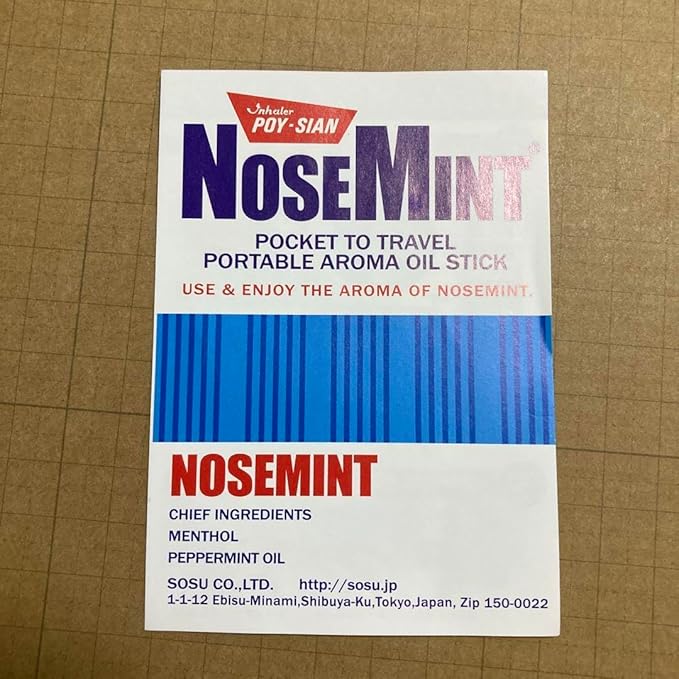 Inhaler
POY-SIAN
NOSEMINT
POCKET TO TRAVEL
PORTABLE AROMA OIL STICK
USE & ENJOY THE AROMA OF NOSEMINT.
NOSEMINT
CHIEF INGREDIENTS
MENTHOL
PEPPERMINT OIL
SOSU CO.,LTD. http://sosu.jp
1-1-12 Ebisu-Minami,Shibuya-Ku,Tokyo,Japan, Zip 150-0022